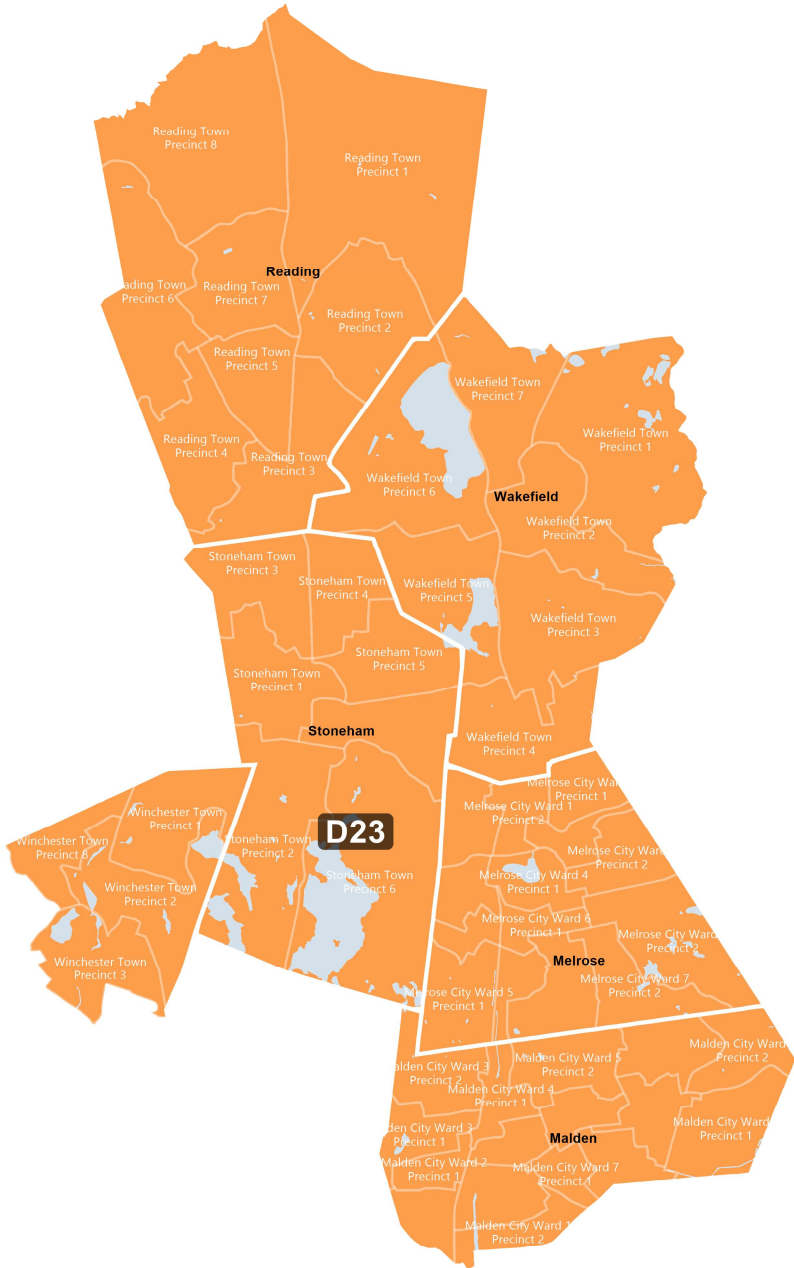 Reading Town
Precinct 8
Reading Town
Precinct 1
Reading
ading Town
Precinct 6
Reading Town
Precinct 7
Reading Town
Precinct 2
Reading Town
Precinct 5
Reading Town
Precinct 4
Reading Town
Precinct 3
Wakefield Town
Precinct 7
Wakefield Town
Precinct 1
Wakefield Town
Precinct 6
Wakefield
Wakefield Town
Precinct 2
Stoneham Town
Precinct 3
Stoneham Town
Precinct 4
Wakefield Town
Precinct 5
Wakefield Town
Precinct 3
Stoneham Town
Precinct 5
Stoneham Town
Precinct 1
Stoneham
Wakefield Town
Precinct 4
Melrose City War
Precinct 1
Melrose City Ward 1
Precinct 2
Winchester Town
Precinct 1
Winchester Town
Precinct 8
D23
Stoneham Town
Precinct 2
Melrose City Ward
Precinct 2
Stoneham Town
Precinct 6
Melrose City Ward 4
Precinct 1
Winchester Town
Precinct 2
Melrose City Ward 6
Precinct 1
Melrose City Ward
Precinct 2
Winchester Town
Precinct 3
Melrose
Melrose City Ward 7
Precinct 2
Melrose City Ward 5
Precinct 1
Malden City Ward
Precinct 2
alden City Ward 3
Precinct 2
Malden City Ward 5
Precinct 2
Malden City Ward 4
Precinct 1
den City Ward 3
Precinct 1
Malden City Ward
Precinct 1
Malden
Malden City Ward 2
Precinct 1
Malden City Ward 7
Precinct 1
Malden City Ward 1
Precinct 2